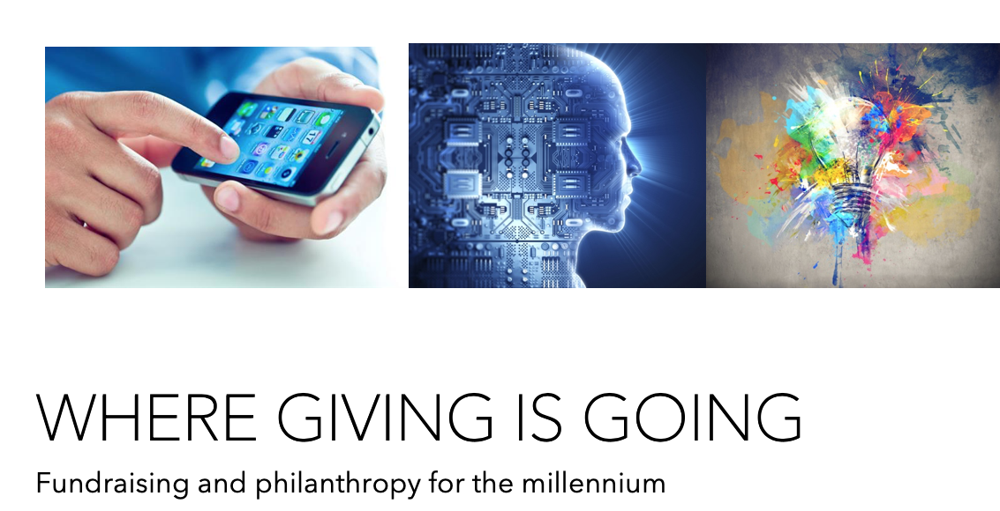 WHERE GIVING IS GOING
Fundraising and philanthropy for the millennium